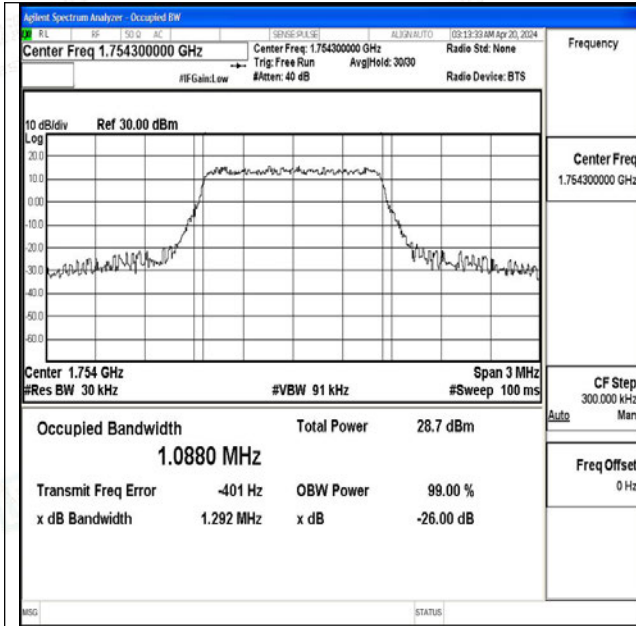 Agilent Spectrum Analyzer - Occupied BW
RL RF 50 Ω AC SENSE:PULSE ALIGN AUTO 03:13:33 AM Apr 20, 2024
Center Freq 1.754300000 GHz
Center Freq: 1.754300000 GHz
Radio Std: None
Trig: Free Run Avg|Hold: 30/30
#IFGain:Low #Atten: 40 dB Radio Device: BTS
Frequency
10 dB/div Ref 30.00 dBm
Log
20.0
10.0
0.00
-10.0
-20.0
-30.0
-40.0
-50.0
-60.0
Center 1.754 GHz Span 3 MHz
#Res BW 30 kHz #VBW 91 kHz #Sweep 100 ms
Center Freq
1.754300000 GHz
CF Step
300.000 kHz
Auto Man
Freq Offset
0 Hz
Occupied Bandwidth Total Power 28.7 dBm
1.0880 MHz
Transmit Freq Error -401 Hz OBW Power 99.00 %
x dB Bandwidth 1.292 MHz x dB -26.00 dB
MSG STATUS